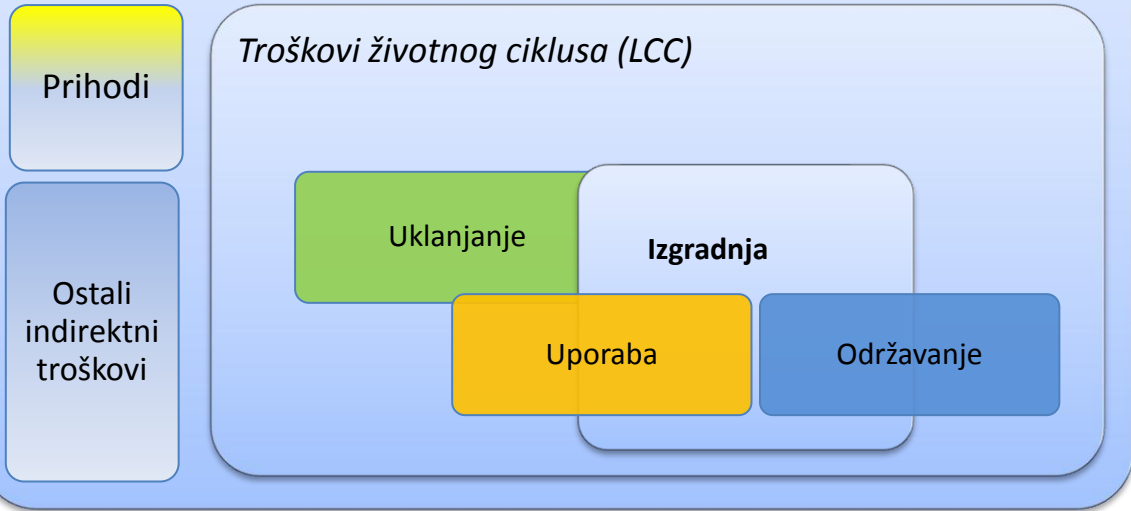 Prihodi
Ostali
indirektni
troškovi
Troškovi životnog ciklusa (LCC)
Uklanjanje
Izgradnja
Uporaba
Održavanje